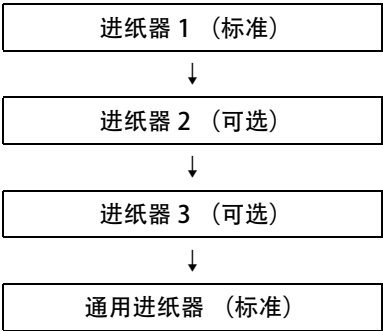 进纸器 1 （标准）
↓
进纸器 2 （可选）
↓
进纸器 3 （可选）
↓
通用进纸器 （标准）